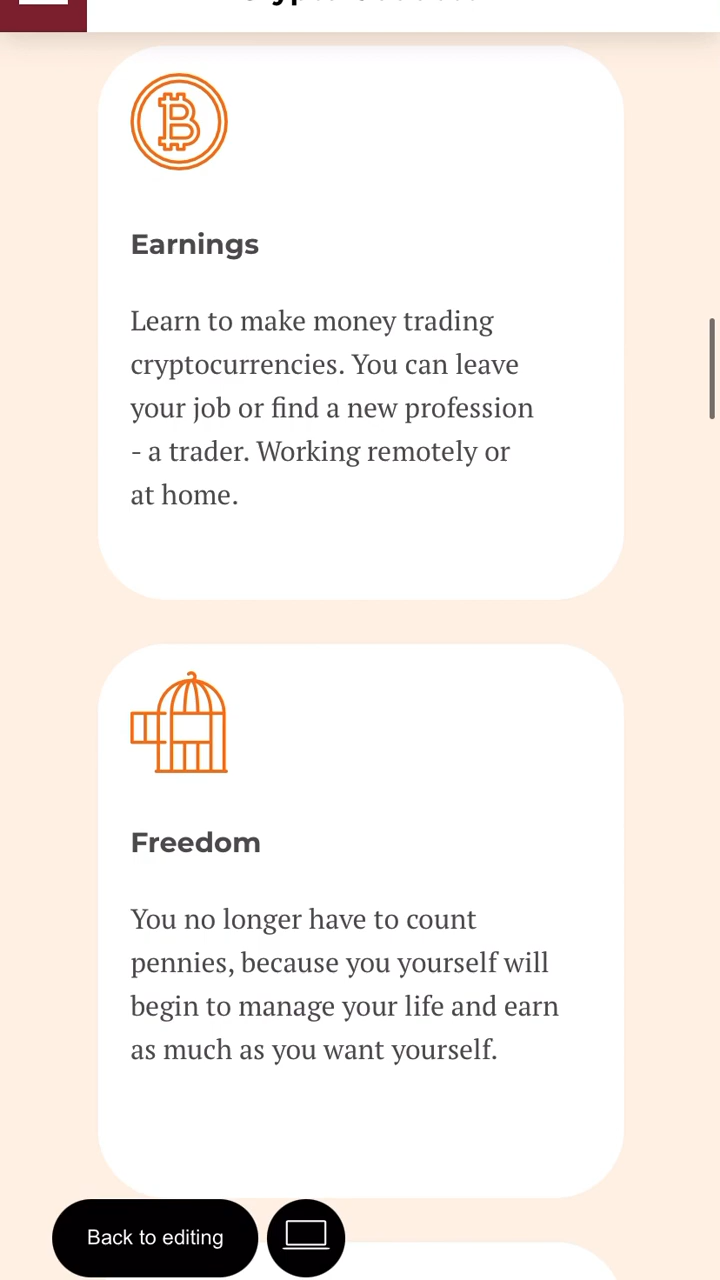 Earnings
Learn to make money trading
cryptocurrencies. You can leave
your job or find a new profession
- a trader. Working remotely or
at home.
Freedom
You no longer have to count
pennies, because you yourself will
begin to manage your life and earn
as much as you want yourself.
Back to editing